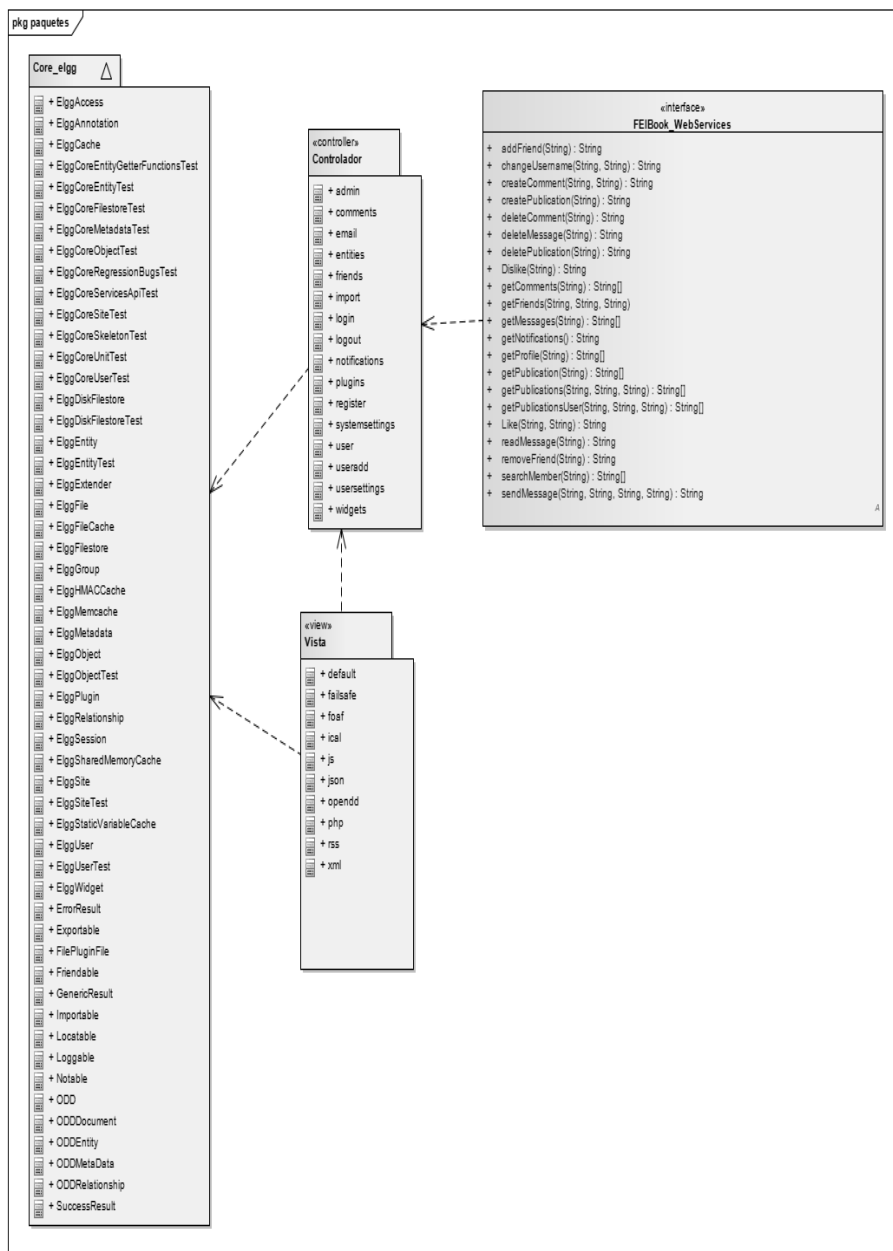 pkg paquetes
Core_elgg
+ ElggAccess
+ ElggAnnotation
+ ElggCache
+ ElggCoreEntityGetterFunctionsTest
+ ElggCoreEntityTest
+ ElggCoreFilestoreTest
+ ElggCoreMetadataTest
+ ElggCoreObjectTest
+ ElggCoreRegressionBugsTest
+ ElggCoreServicesApiTest
+ ElggCoreSiteTest
+ ElggCoreSkeletonTest
+ ElggCoreUnitTest
+ ElggCoreUserTest
+ ElggDiskFilestore
+ ElggDiskFilestoreTest
+ ElggEntity
+ ElggEntityTest
+ ElggExtender
+ ElggFile
+ ElggFileCache
+ ElggFilestore
+ ElggGroup
+ ElggHMACCache
+ ElggMemcache
+ ElggMetadata
+ ElggObject
+ ElggObjectTest
+ ElggPlugin
+ ElggRelationship
+ ElggSession
+ ElggSharedMemoryCache
+ ElggSite
+ ElggSiteTest
+ ElggStaticVariableCache
+ ElggUser
+ ElggUserTest
+ ElggWidget
+ ErrorResult
+ Exportable
+ FilePluginFile
+ Friendable
+ GenericResult
+ Importable
+ Locatable
+ Loggable
+ Notable
+ ODD
+ ODDDocument
+ ODDEntity
+ ODDMetaData
+ ODDRelationship
+ SuccessResult
«controller»
Controlador
+ admin
+ comments
+ email
+ entities
+ friends
+ import
+ login
+ logout
+ notifications
+ plugins
+ register
+ systemsettings
+ user
+ useradd
+ usersettings
+ widgets
«view»
Vista
+ default
+ failsafe
+ foaf
+ ical
+ js
+ json
+ opendd
+ php
+ rss
+ xml
«interface»
FEIBook_WebServices
+ addFriend(String) : String
+ changeUsername(String, String) : String
+ createComment(String, String) : String
+ createPublication(String) : String
+ deleteComment(String) : String
+ deleteMessage(String) : String
+ deletePublication(String) : String
+ Dislike(String) : String
+ getComments(String) : String[]
+ getFriends(String, String, String)
+ getMessages(String) : String[]
+ getNotifications() : String
+ getProfile(String) : String[]
+ getPublication(String) : String[]
+ getPublications(String, String, String) : String[]
+ getPublicationsUser(String, String, String) : String[]
+ Like(String, String) : String
+ readMessage(String) : String
+ removeFriend(String) : String
+ searchMember(String) : String[]
+ sendMessage(String, String, String, String) : String
A